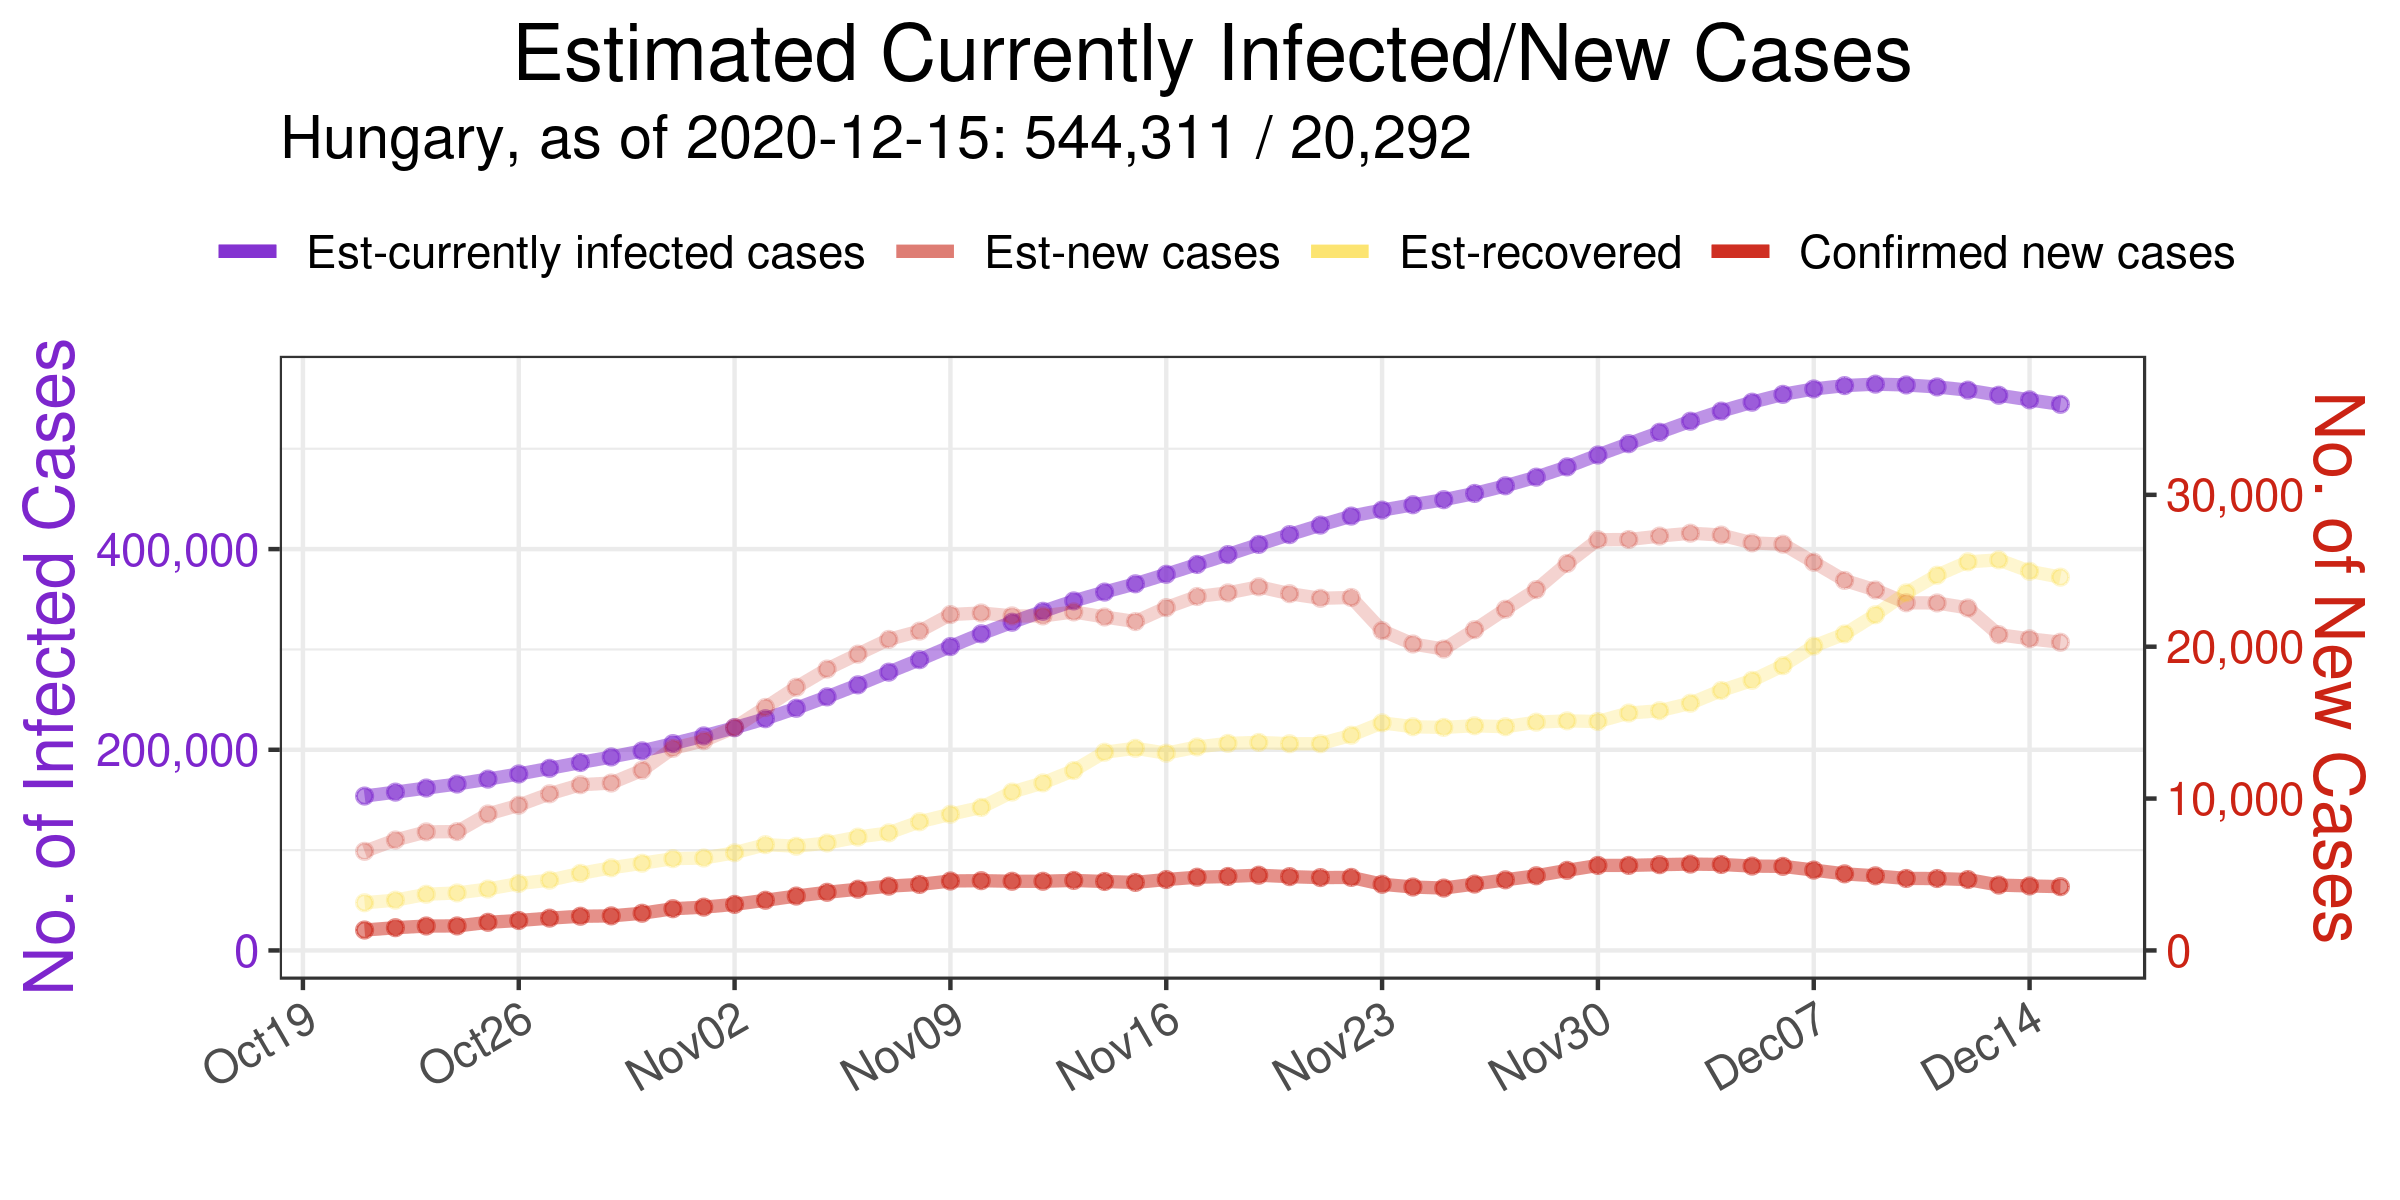 Estimated Currently Infected/New Cases
Hungary, as of 2020-12-15: 544,311 / 20,292
Est-currently infected cases Est-new cases Est-recovered Confirmed new cases
No. of Infected Cases
400,000
200,000
0
30,000
20,000
10,000
0
No. of New Cases
Oct19 Oct26 Nov02 Nov09 Nov16 Nov23 Nov30 Dec07 Dec14